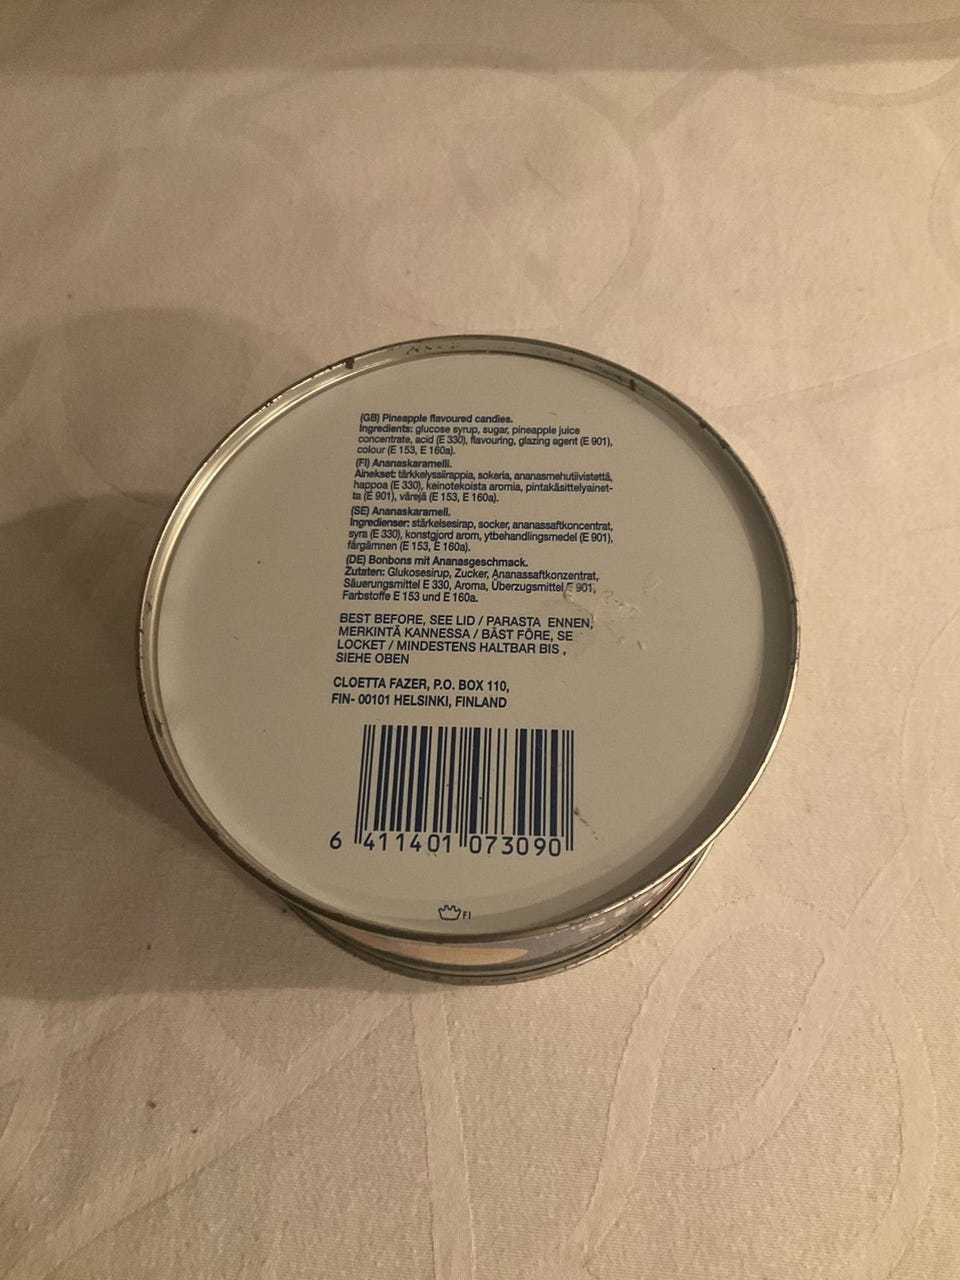 (GB) Pineapple flavoured candies.
Ingredients: glucose syrup, sugar, pineapple juice
concentrate, acid (E 330), flavouring, glazing agent (E 901),
colour (E 153, E 160a).
(FI) Ananaskaramelli.
Ainekset: tärkkelyssiirappia, sokeria, ananasmehutiivistettä,
happoa (E 330), keinotekoista aromia, pintakäsittelyainet-
ta (E 901), värejä (E 153, E 160a).
(SE) Ananaskaramell.
Ingredienser: stärkelsesirap, socker, ananassaftkoncentrat,
syra (E 330), konstgjord arom, ytbehandlingsmedel (E 901),
färgämnen (E 153, E 160a).
(DE) Bonbons mit Ananasgeschmack.
Zutaten: Glukosesirup, Zucker, Ananassaftkonzentrat,
Säuerungsmittel E 330, Aroma, Überzugsmittel E 901,
Farbstoffe E 153 und E 160a.
BEST BEFORE, SEE LID / PARASTA ENNEN,
MERKINTÄ KANNESSA / BÄST FÖRE, SE
LOCKET / MINDESTENS HALTBAR BIS ,
SIEHE OBEN
CLOETTA FAZER, P.O. BOX 110,
FIN- 00101 HELSINKI, FINLAND
6 411401 073090
FI